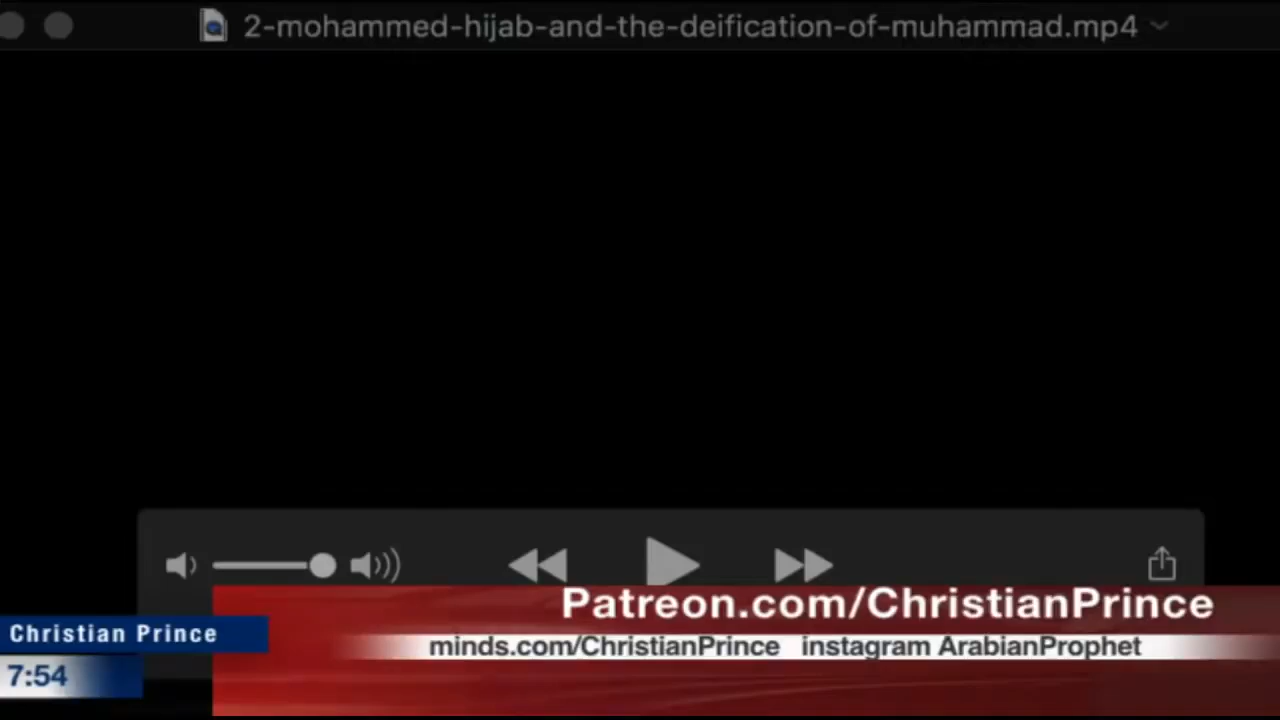 2-mohammed-hijab-and-the-deification-of-muhammad.mp4
Patreon.com/ChristianPrince
Christian Prince
minds.com/ChristianPrince instagram ArabianProphet
7:54